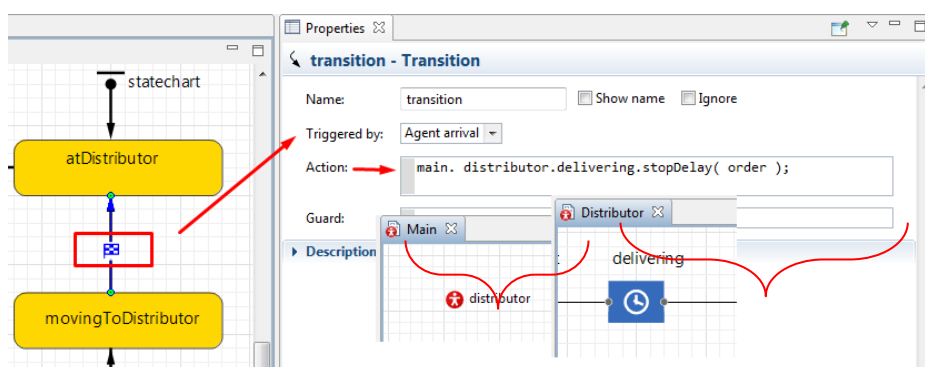 statechart
atDistributor
movingToDistributor
Properties
transition - Transition
Name: transition Show name Ignore
Triggered by: Agent arrival
Action: main. distributor.delivering.stopDelay( order );
Guard:
Description
Main
distributor
Distributor
delivering